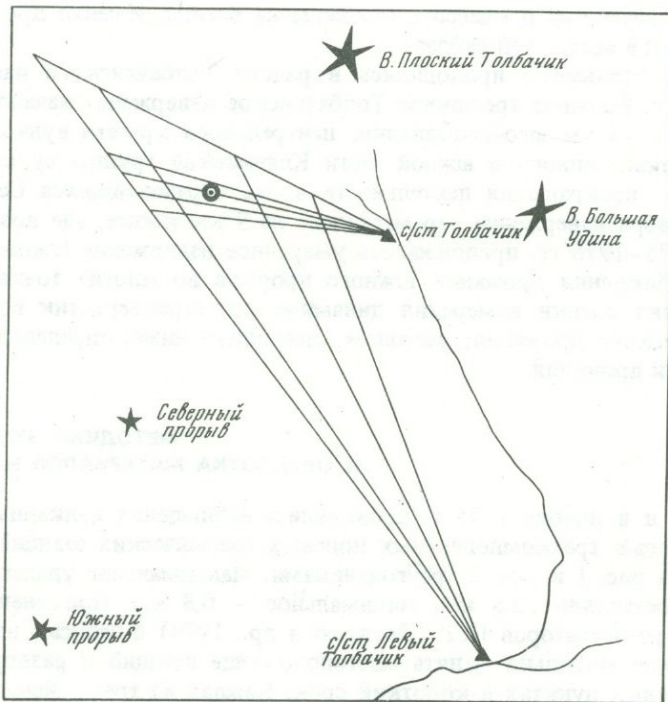 В. Плоский Толбачик
с/ст Толбачик
В. Большая
Удина
Северный
прорыв
Южный
прорыв
с/ст Левый
Толбачик